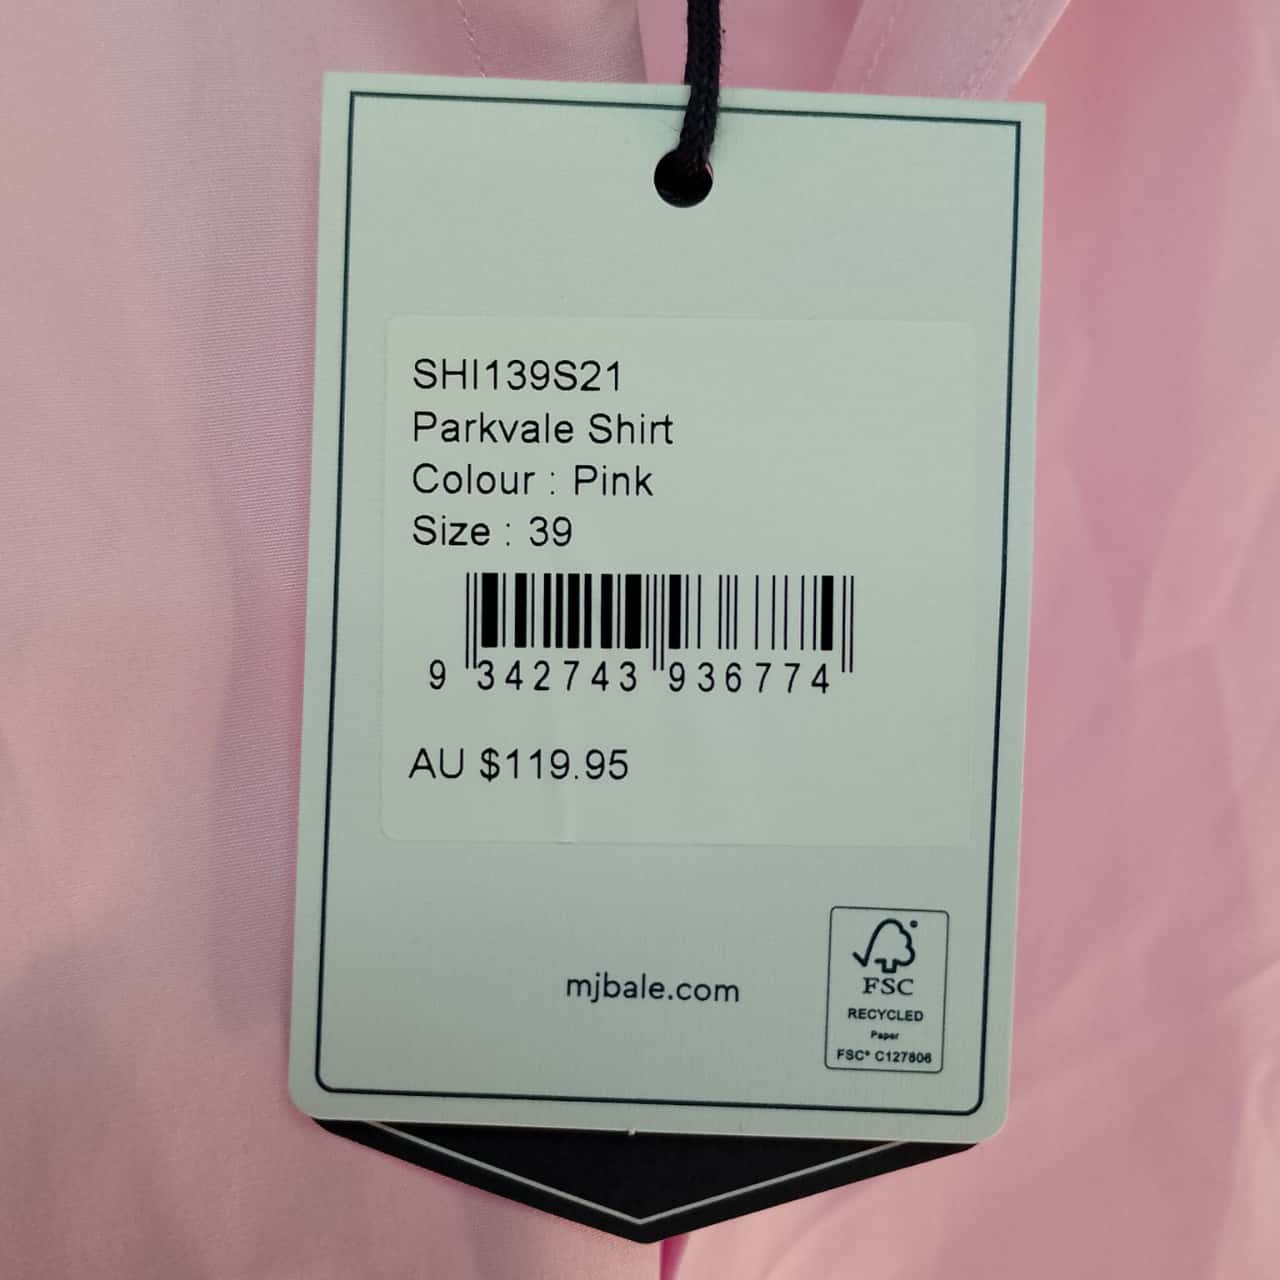 SHI139S21
Parkvale Shirt
Colour : Pink
Size : 39
9 342743 936774
AU $119.95
mjbale.com
FSC
RECYCLED
Paper
FSC® C127806